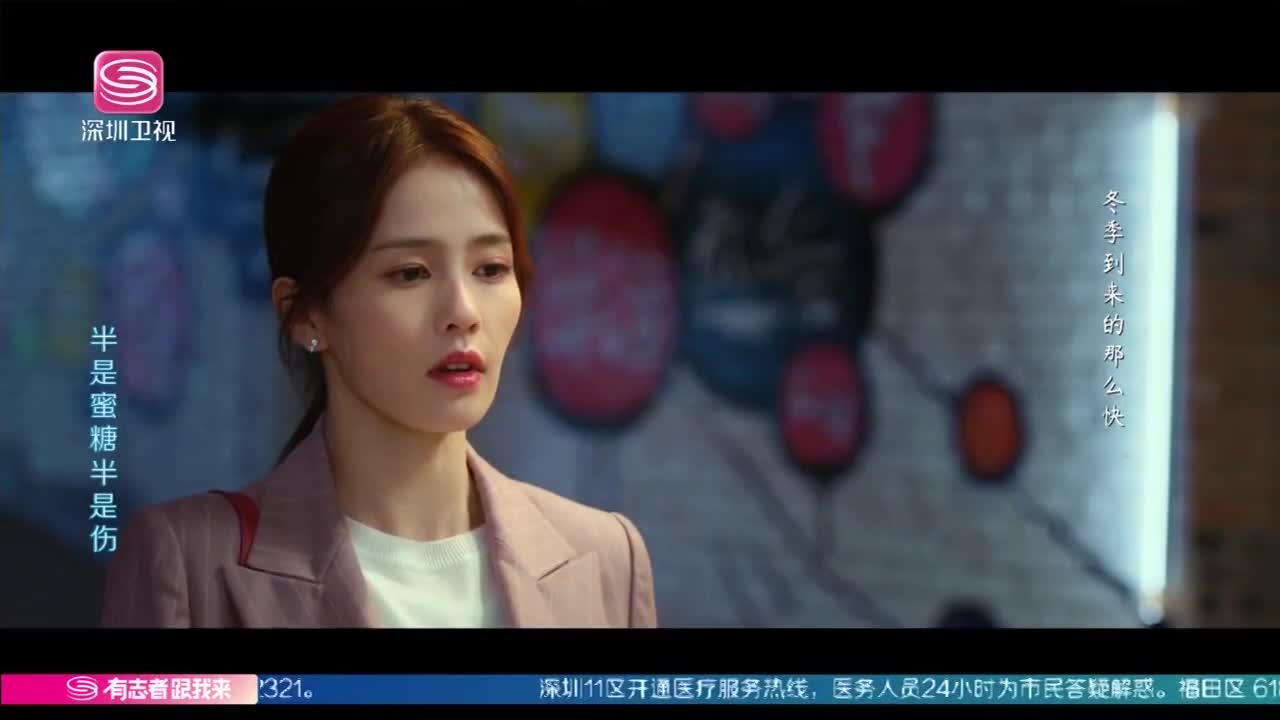 深圳卫视
冬季到来的那么快
半是蜜糖半是伤
有志者跟我来
2321。
深圳11区开通医疗服务热线，医务人员24小时为市民答疑解惑。福田区 61